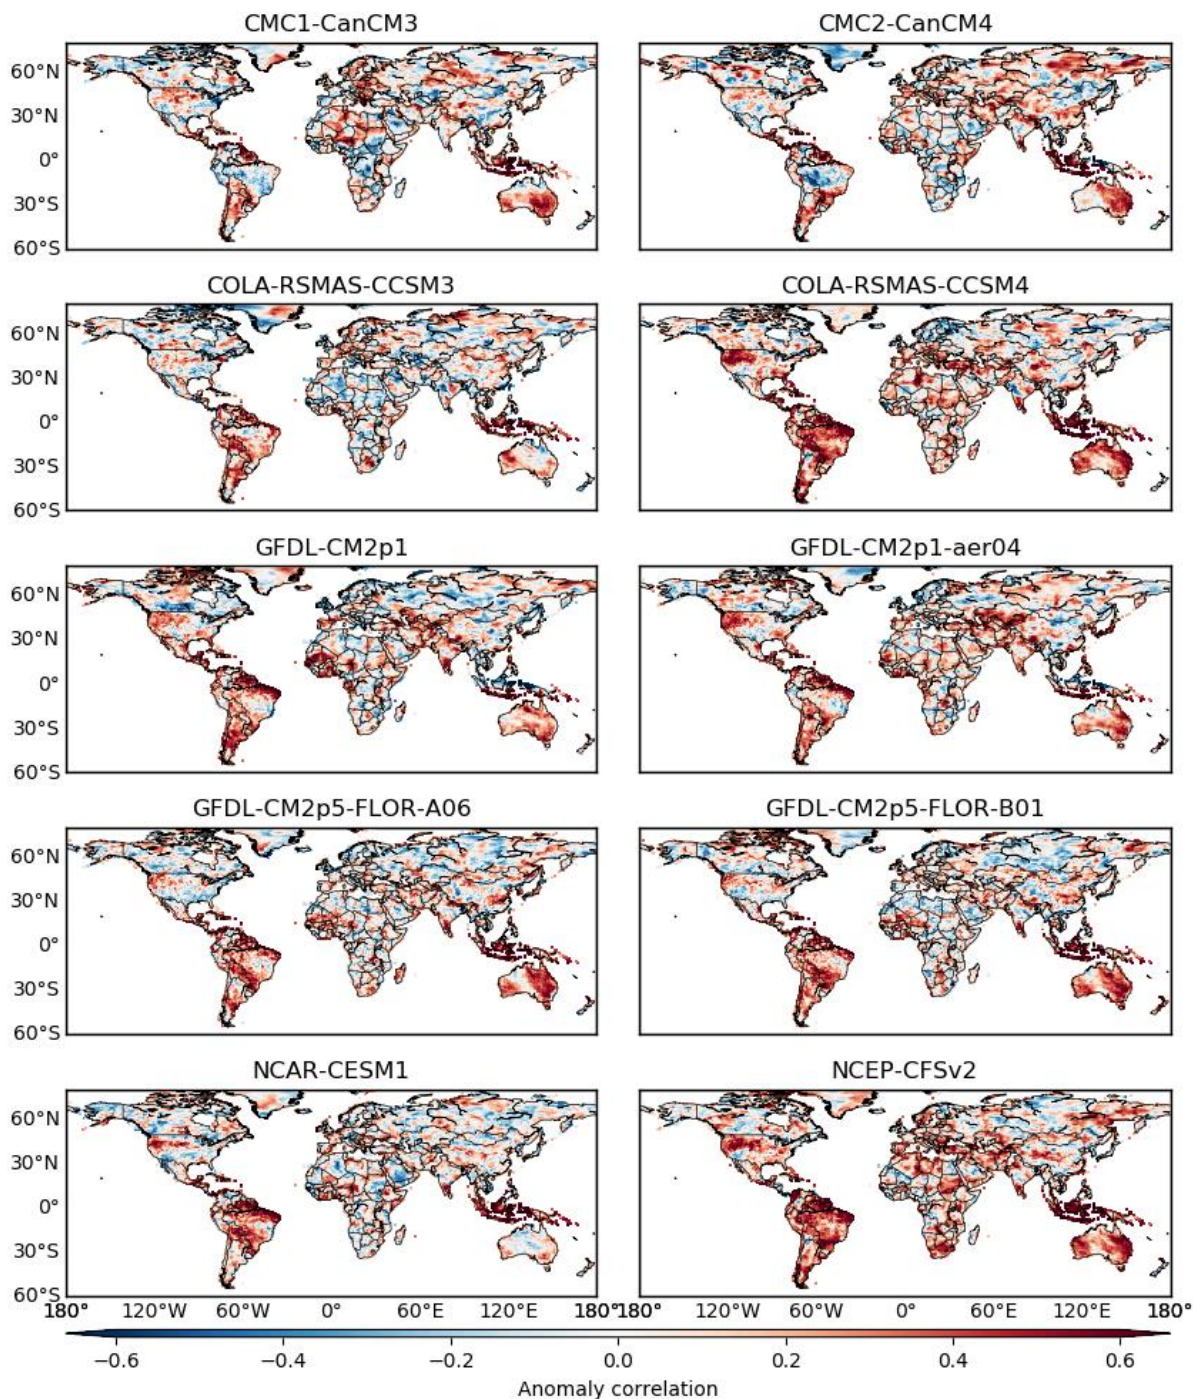 CMC1-CanCM3 CMC2-CanCM4
60°N
30°N
0°
30°S
60°S
COLA-RSMAS-CCSM3 COLA-RSMAS-CCSM4
60°N
30°N
0°
30°S
60°S
GFDL-CM2p1 GFDL-CM2p1-aer04
60°N
30°N
0°
30°S
60°S
GFDL-CM2p5-FLOR-A06 GFDL-CM2p5-FLOR-B01
60°N
30°N
0°
30°S
60°S
NCAR-CESM1 NCEP-CFSv2
60°N
30°N
0°
30°S
60°S
180° 120°W 60°W 0° 60°E 120°E 180° 120°W 60°W 0° 60°E 120°E 180°
−0.6 −0.4 −0.2 0.0 0.2 0.4 0.6
Anomaly correlation